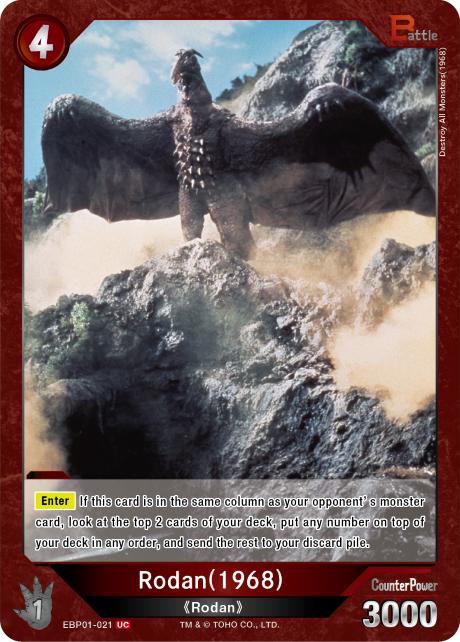 4
Battle
Destroy All Monsters(1968)
Enter If this card is in the same column as your opponent' s monster
card, look at the top 2 cards of your deck, put any number on top of
your deck in any order, and send the rest to your discard pile.
Rodan(1968)
CounterPower
1
《Rodan》
3000
EBP01-021 UC
TM & © TOHO CO., LTD.